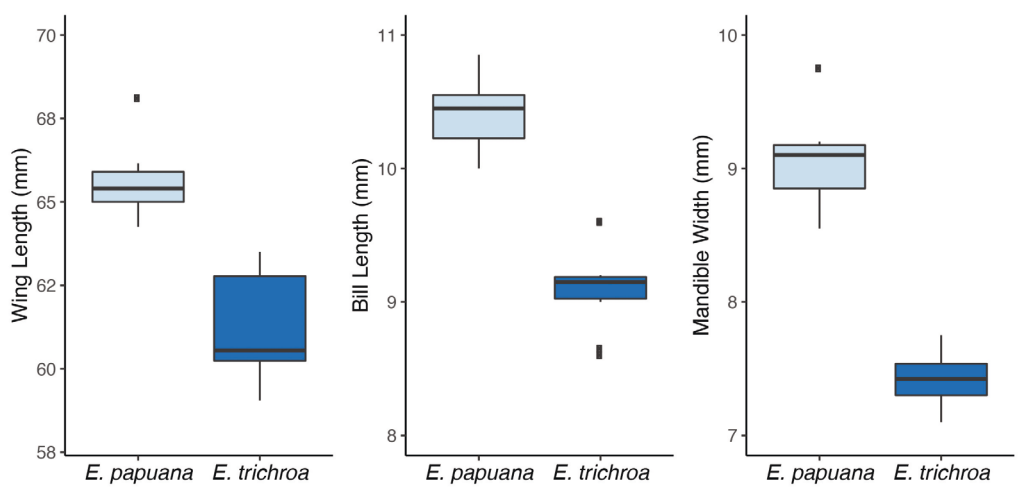 Wing Length (mm)
70
68
65
62
60
58
E. papuana
E. trichroa
Bill Length (mm)
11
10
9
8
E. papuana
E. trichroa
Mandible Width (mm)
10
9
8
7
E. papuana
E. trichroa